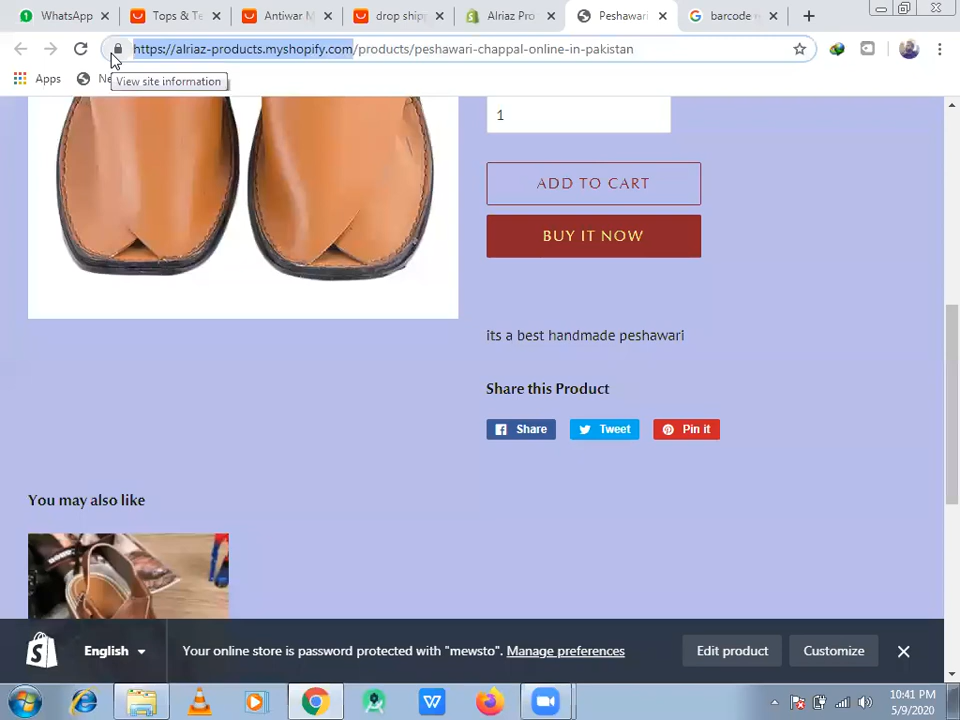 WhatsApp
Tops & Te
Antiwar M
drop shipp
Alriaz Pro
Peshawari
barcode n
https://alriaz-products.myshopify.com/products/peshawari-chappal-online-in-pakistan
Apps
Ne
View site information
1
ADD TO CART
BUY IT NOW
its a best handmade peshawari
Share this Product
Share
Tweet
Pin it
You may also like
English
Your online store is password protected with "mewsto". Manage preferences
Edit product
Customize
10:41 PM
5/9/2020